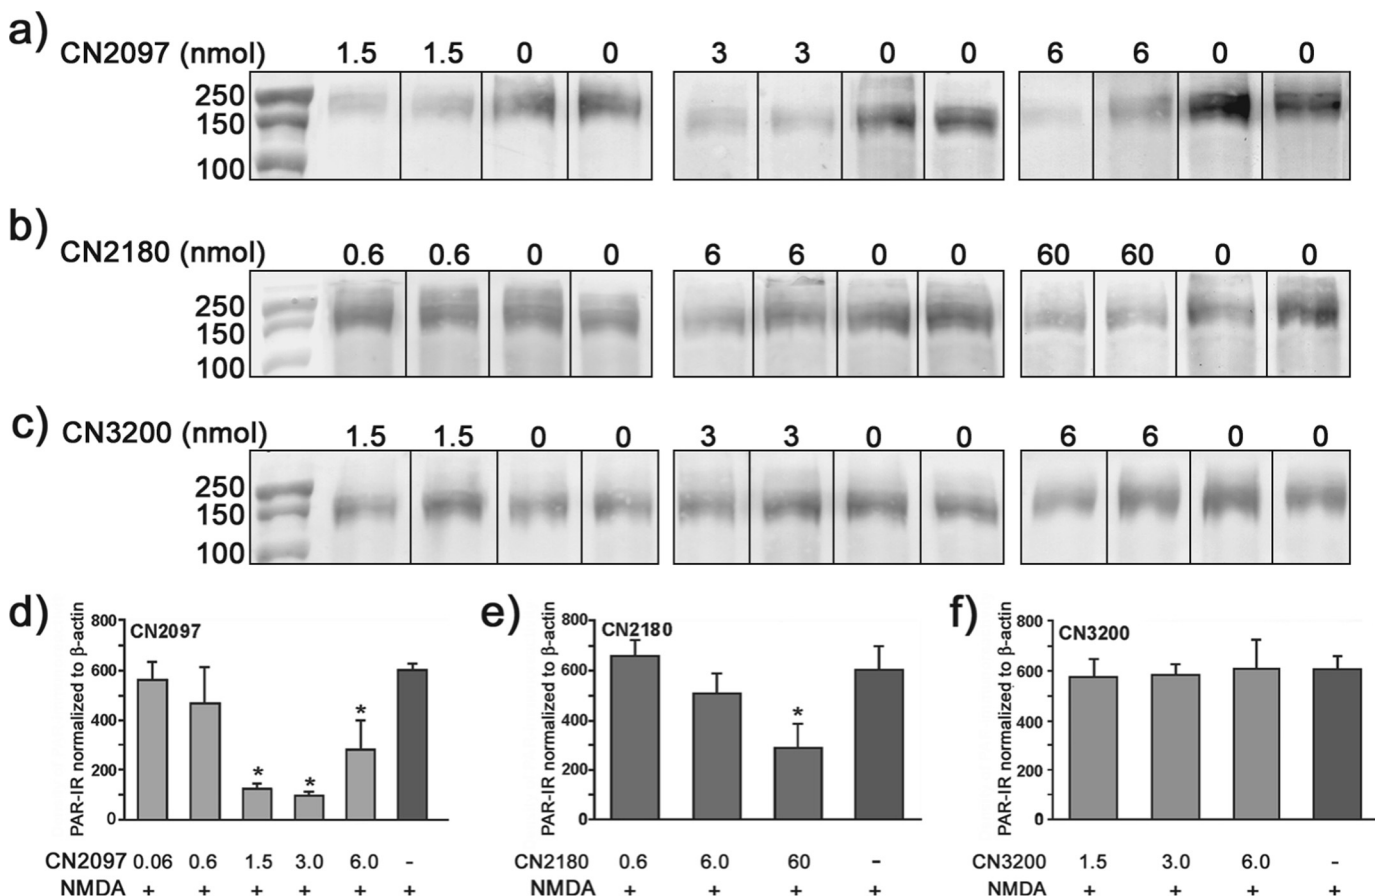 a)
CN2097 (nmol) 1.5 1.5 0 0 3 3 0 0 6 6 0 0
250
150
100
b)
CN2180 (nmol) 0.6 0.6 0 0 6 6 0 0 60 60 0 0
250
150
100
c)
CN3200 (nmol) 1.5 1.5 0 0 3 3 0 0 6 6 0 0
250
150
100
d)
PAR-IR normalized to β-actin
800
600
400
200
0
CN2097
*
*
*
CN2097 0.06 0.6 1.5 3.0 6.0 -
NMDA + + + + + +
e)
PAR-IR normalized to β-actin
800
600
400
200
0
CN2180
*
CN2180 0.6 6.0 60 -
NMDA + + + +
f)
PAR-IR normalized to β-actin
800
600
400
200
0
CN3200
CN3200 1.5 3.0 6.0 -
NMDA + + + +